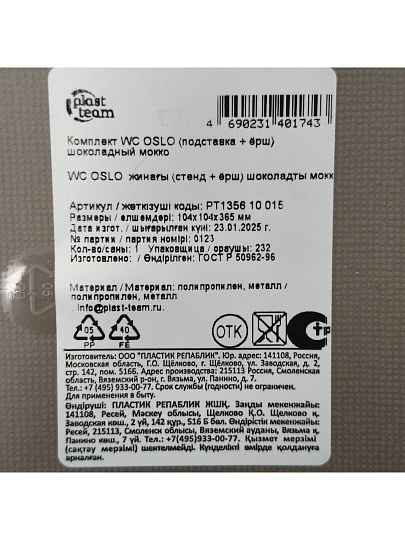 plast
team
4 690231 401743
Комплект WC OSLO (подставка + ёрш)
шоколадный мокко
WC OSLO жинағы (стенд + ёрш) шоколадты мокк
Артикул / жеткізуші коды: PT1356 10 015
Размеры / өлшемдері: 104х104х365 мм
Дата изгот. / шығарылған күні: 23.01.2025 г.
№ партии / партия номірі: 0123
Кол-во/саны: 1 Упаковщица / ораушы: 232
Изготовлено: / Өндірілген: ГОСТ Р 50962-96
Материал / Материал: полипропилен, металл /
полипропилен, металл
info@plast-team.ru
05
PP
40
FE
ОТК
Изготовитель: ООО "ПЛАСТИК РЕПАБЛИК". Адрес: 141108, Россия,
Московская область, Г.О. Щёлково, г. Щёлково, ул. Заводская, д. 2,
стр. 142, пом. 516Б. Адрес производства: 215113 Россия, Смоленская
область, Вяземский р-он, г. Вязьма, ул. Панино, д. 7.
Тел.: +7 (495) 933-00-77. Срок службы (годности) не ограничен.
Для применения в быту.
Өндіруші: ПЛАСТИК РЕПАБЛИК ЖШҚ. Заңды мекенжайы:
141108, Ресей, Мәскеу облысы, Щелково Қ.О. Щелково қ.
Заводская көш., 2 үй, 142 құр., 516 Б бөл. Өндірістік мекенжайы:
Ресей, 215113, Смоленск облысы, Вяземский ауданы, Вязьма қ.
Панино көш., 7 үй. Тел.: +7(495)933-00-77. Қызмет мерзімі
(сақтау мерзімі) шектелмейді. Күнделікті өмірде қолдануға
арналған.